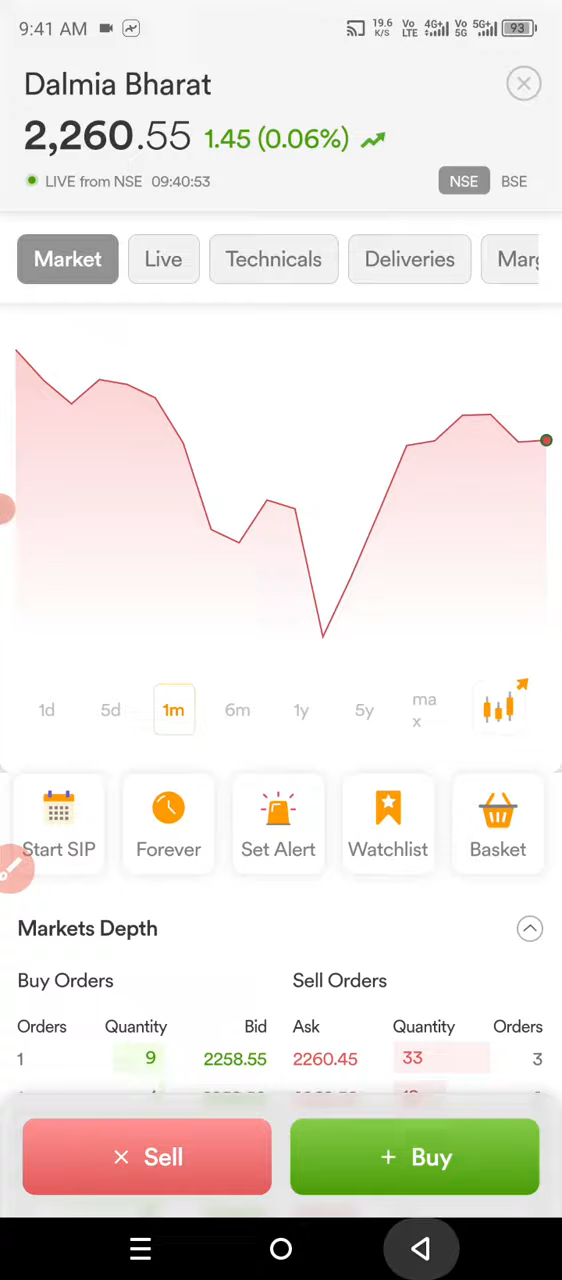 9:41 AM 19.6 K/S Vo LTE 4G+ Vo 5G 5G+ 93
Dalmia Bharat
2,260.55 1.45 (0.06%)
LIVE from NSE 09:40:53 NSE BSE
Market Live Technicals Deliveries Marg
1d 5d 1m 6m 1y 5y max
Start SIP Forever Set Alert Watchlist Basket
Markets Depth
Buy Orders Sell Orders
Orders Quantity Bid Ask Quantity Orders
1 9 2258.55 2260.45 33 3
× Sell + Buy